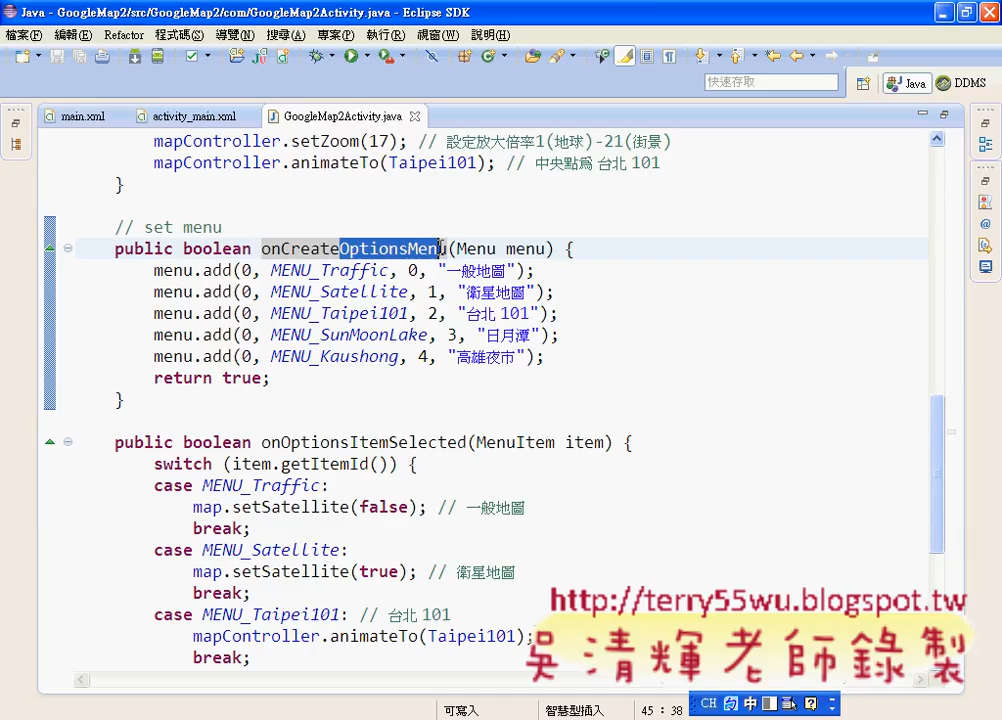 Java - GoogleMap2/src/GoogleMap2/com/GoogleMap2Activity.java - Eclipse SDK
檔案(F) 編輯(E) Refactor 程式碼(S) 導覽(N) 搜尋(A) 專案(P) 執行(R) 視窗(W) 說明(H)
快速存取 Java DDMS
main.xml activity_main.xml GoogleMap2Activity.java
mapController.setZoom(17); // 設定放大倍率1(地球)-21(街景)
mapController.animateTo(Taipei101); // 中央點為 台北 101
}
// set menu
public boolean onCreateOptionsMenu(Menu menu) {
menu.add(0, MENU_Traffic, 0, "一般地圖");
menu.add(0, MENU_Satellite, 1, "衛星地圖");
menu.add(0, MENU_Taipei101, 2, "台北 101");
menu.add(0, MENU_SunMoonLake, 3, "日月潭");
menu.add(0, MENU_Kaushong, 4, "高雄夜市");
return true;
}
public boolean onOptionsItemSelected(MenuItem item) {
switch (item.getItemId()) {
case MENU_Traffic:
map.setSatellite(false); // 一般地圖
break;
case MENU_Satellite:
map.setSatellite(true); // 衛星地圖
break;
case MENU_Taipei101: // 台北 101
mapController.animateTo(Taipei101);
break;
http://terry55wu.blogspot.tw
吳清輝老師錄製
CH 中
可寫入 智慧型插入 45 : 38